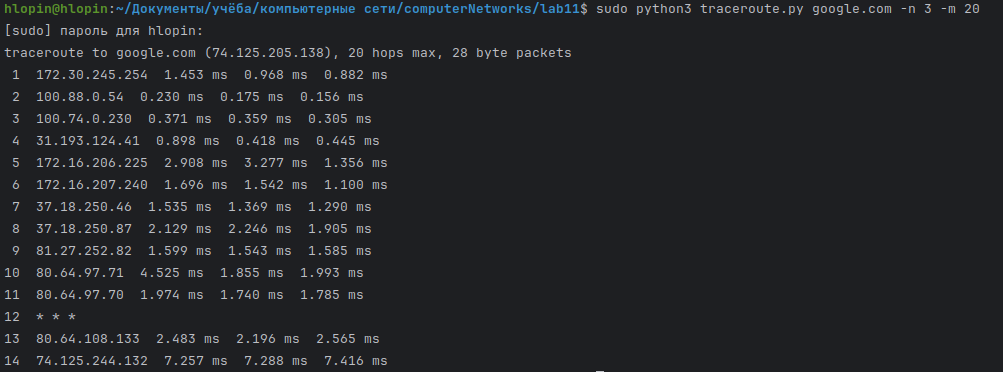 hlopin@hlopin:~/Документы/учёба/компьютерные сети/computerNetworks/lab11$ sudo python3 traceroute.py google.com -n 3 -m 20
[sudo] пароль для hlopin:
traceroute to google.com (74.125.205.138), 20 hops max, 28 byte packets
1  172.30.245.254  1.453 ms  0.968 ms  0.882 ms
2  100.88.0.54  0.230 ms  0.175 ms  0.156 ms
3  100.74.0.230  0.371 ms  0.359 ms  0.305 ms
4  31.193.124.41  0.898 ms  0.418 ms  0.445 ms
5  172.16.206.225  2.908 ms  3.277 ms  1.356 ms
6  172.16.207.240  1.696 ms  1.542 ms  1.100 ms
7  37.18.250.46  1.535 ms  1.369 ms  1.290 ms
8  37.18.250.87  2.129 ms  2.246 ms  1.905 ms
9  81.27.252.82  1.599 ms  1.543 ms  1.585 ms
10  80.64.97.71  4.525 ms  1.855 ms  1.993 ms
11  80.64.97.70  1.974 ms  1.740 ms  1.785 ms
12  * * *
13  80.64.108.133  2.483 ms  2.196 ms  2.565 ms
14  74.125.244.132  7.257 ms  7.288 ms  7.416 ms